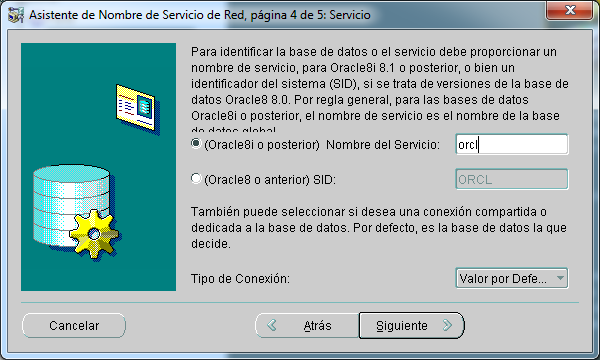 Asistente de Nombre de Servicio de Red, página 4 de 5: Servicio
Para identificar la base de datos o el servicio debe proporcionar un
nombre de servicio, para Oracle8i 8.1 o posterior, o bien un
identificador del sistema (SID), si se trata de versiones de la base de
datos Oracle8 8.0. Por regla general, para las bases de datos
Oracle8i o posterior, el nombre de servicio es el nombre de la base
de datos global.
(Oracle8i o posterior) Nombre del Servicio: orcl
(Oracle8 o anterior) SID: ORCL
También puede seleccionar si desea una conexión compartida o
dedicada a la base de datos. Por defecto, es la base de datos la que
decide.
Tipo de Conexión: Valor por Defe...
Cancelar Atrás Siguiente